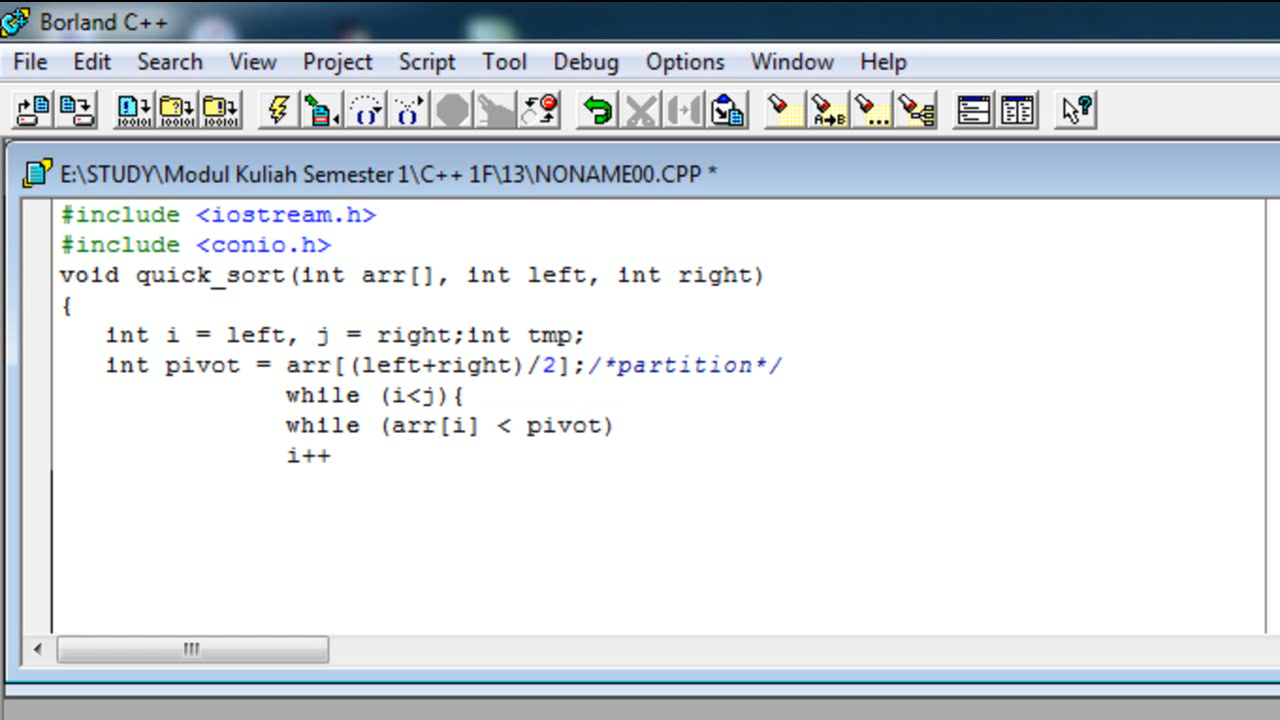 Borland C++
File Edit Search View Project Script Tool Debug Options Window Help
E:\STUDY\Modul Kuliah Semester 1\C++ 1F\13\NONAME00.CPP *
#include <iostream.h>
#include <conio.h>
void quick_sort(int arr[], int left, int right)
{
   int i = left, j = right;int tmp;
   int pivot = arr[(left+right)/2];/*partition*/
               while (i<j){
               while (arr[i] < pivot)
               i++